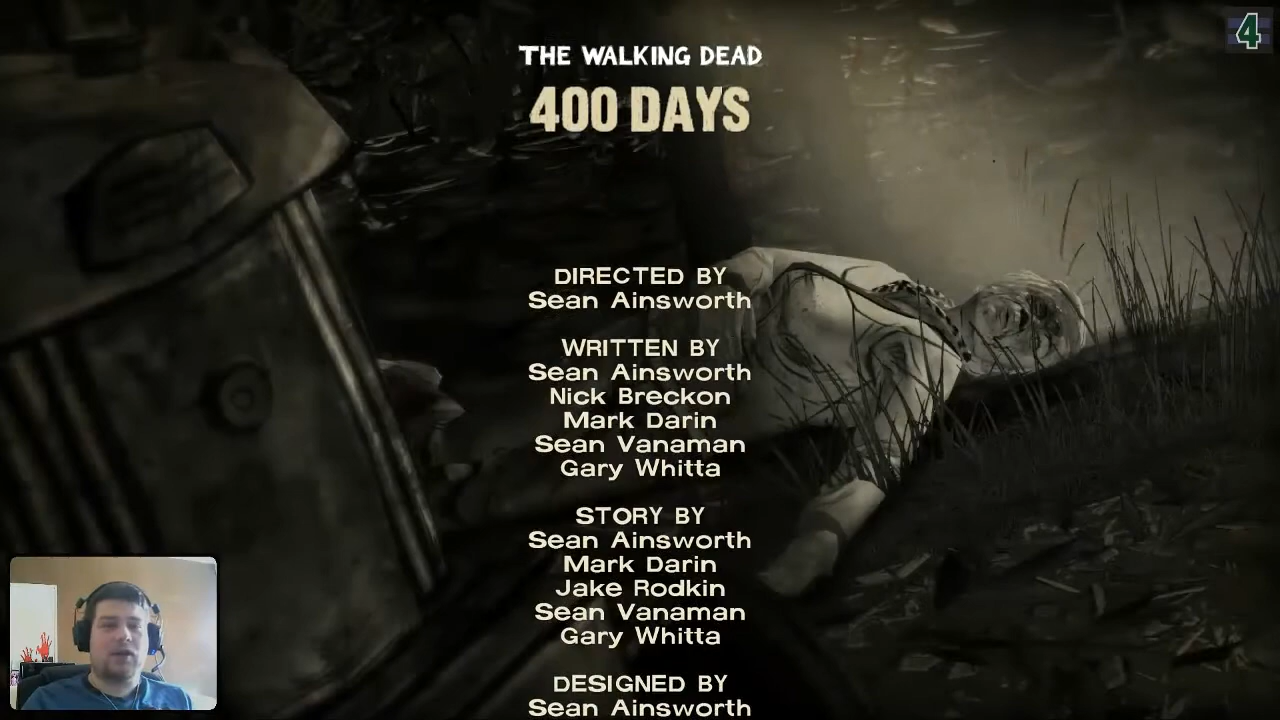 4
THE WALKING DEAD
400 DAYS
DIRECTED BY
Sean Ainsworth
WRITTEN BY
Sean Ainsworth
Nick Breckon
Mark Darin
Sean Vanaman
Gary Whitta
STORY BY
Sean Ainsworth
Mark Darin
Jake Rodkin
Sean Vanaman
Gary Whitta
DESIGNED BY
Sean Ainsworth